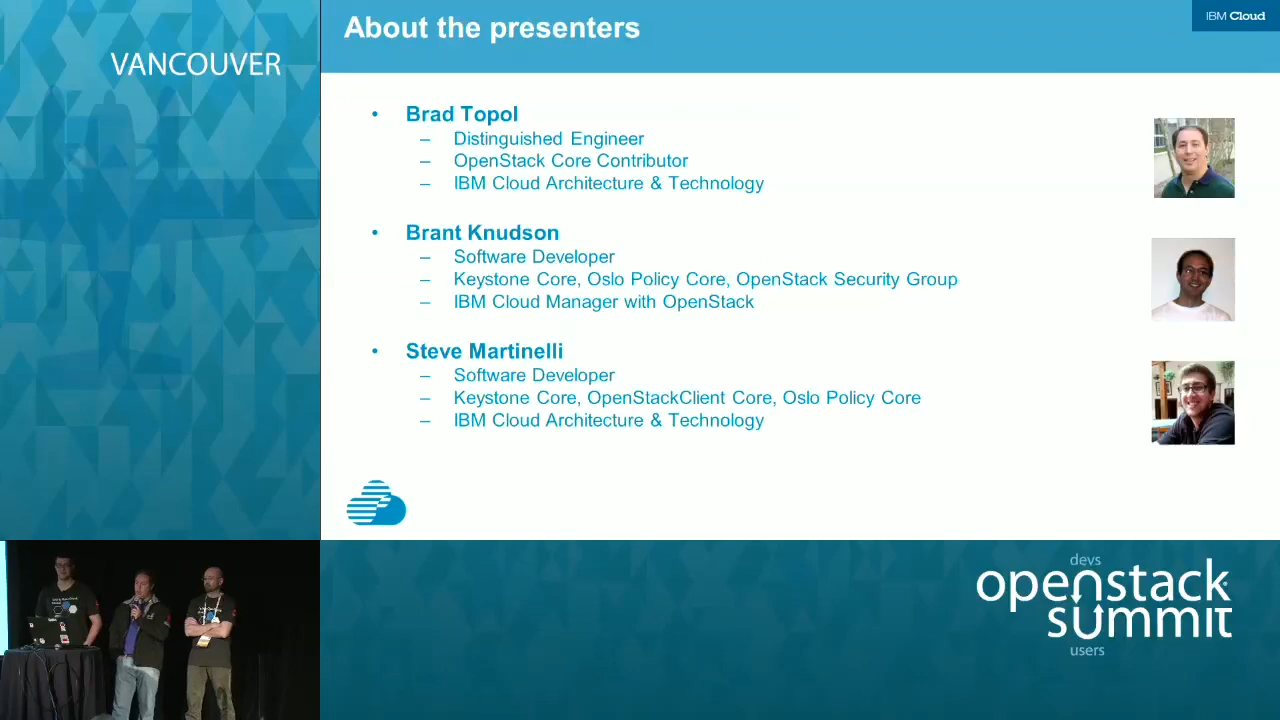 VANCOUVER
About the presenters
IBM Cloud
• Brad Topol
– Distinguished Engineer
– OpenStack Core Contributor
– IBM Cloud Architecture & Technology
• Brant Knudson
– Software Developer
– Keystone Core, Oslo Policy Core, OpenStack Security Group
– IBM Cloud Manager with OpenStack
• Steve Martinelli
– Software Developer
– Keystone Core, OpenStackClient Core, Oslo Policy Core
– IBM Cloud Architecture & Technology
devs
openstack
summit
users